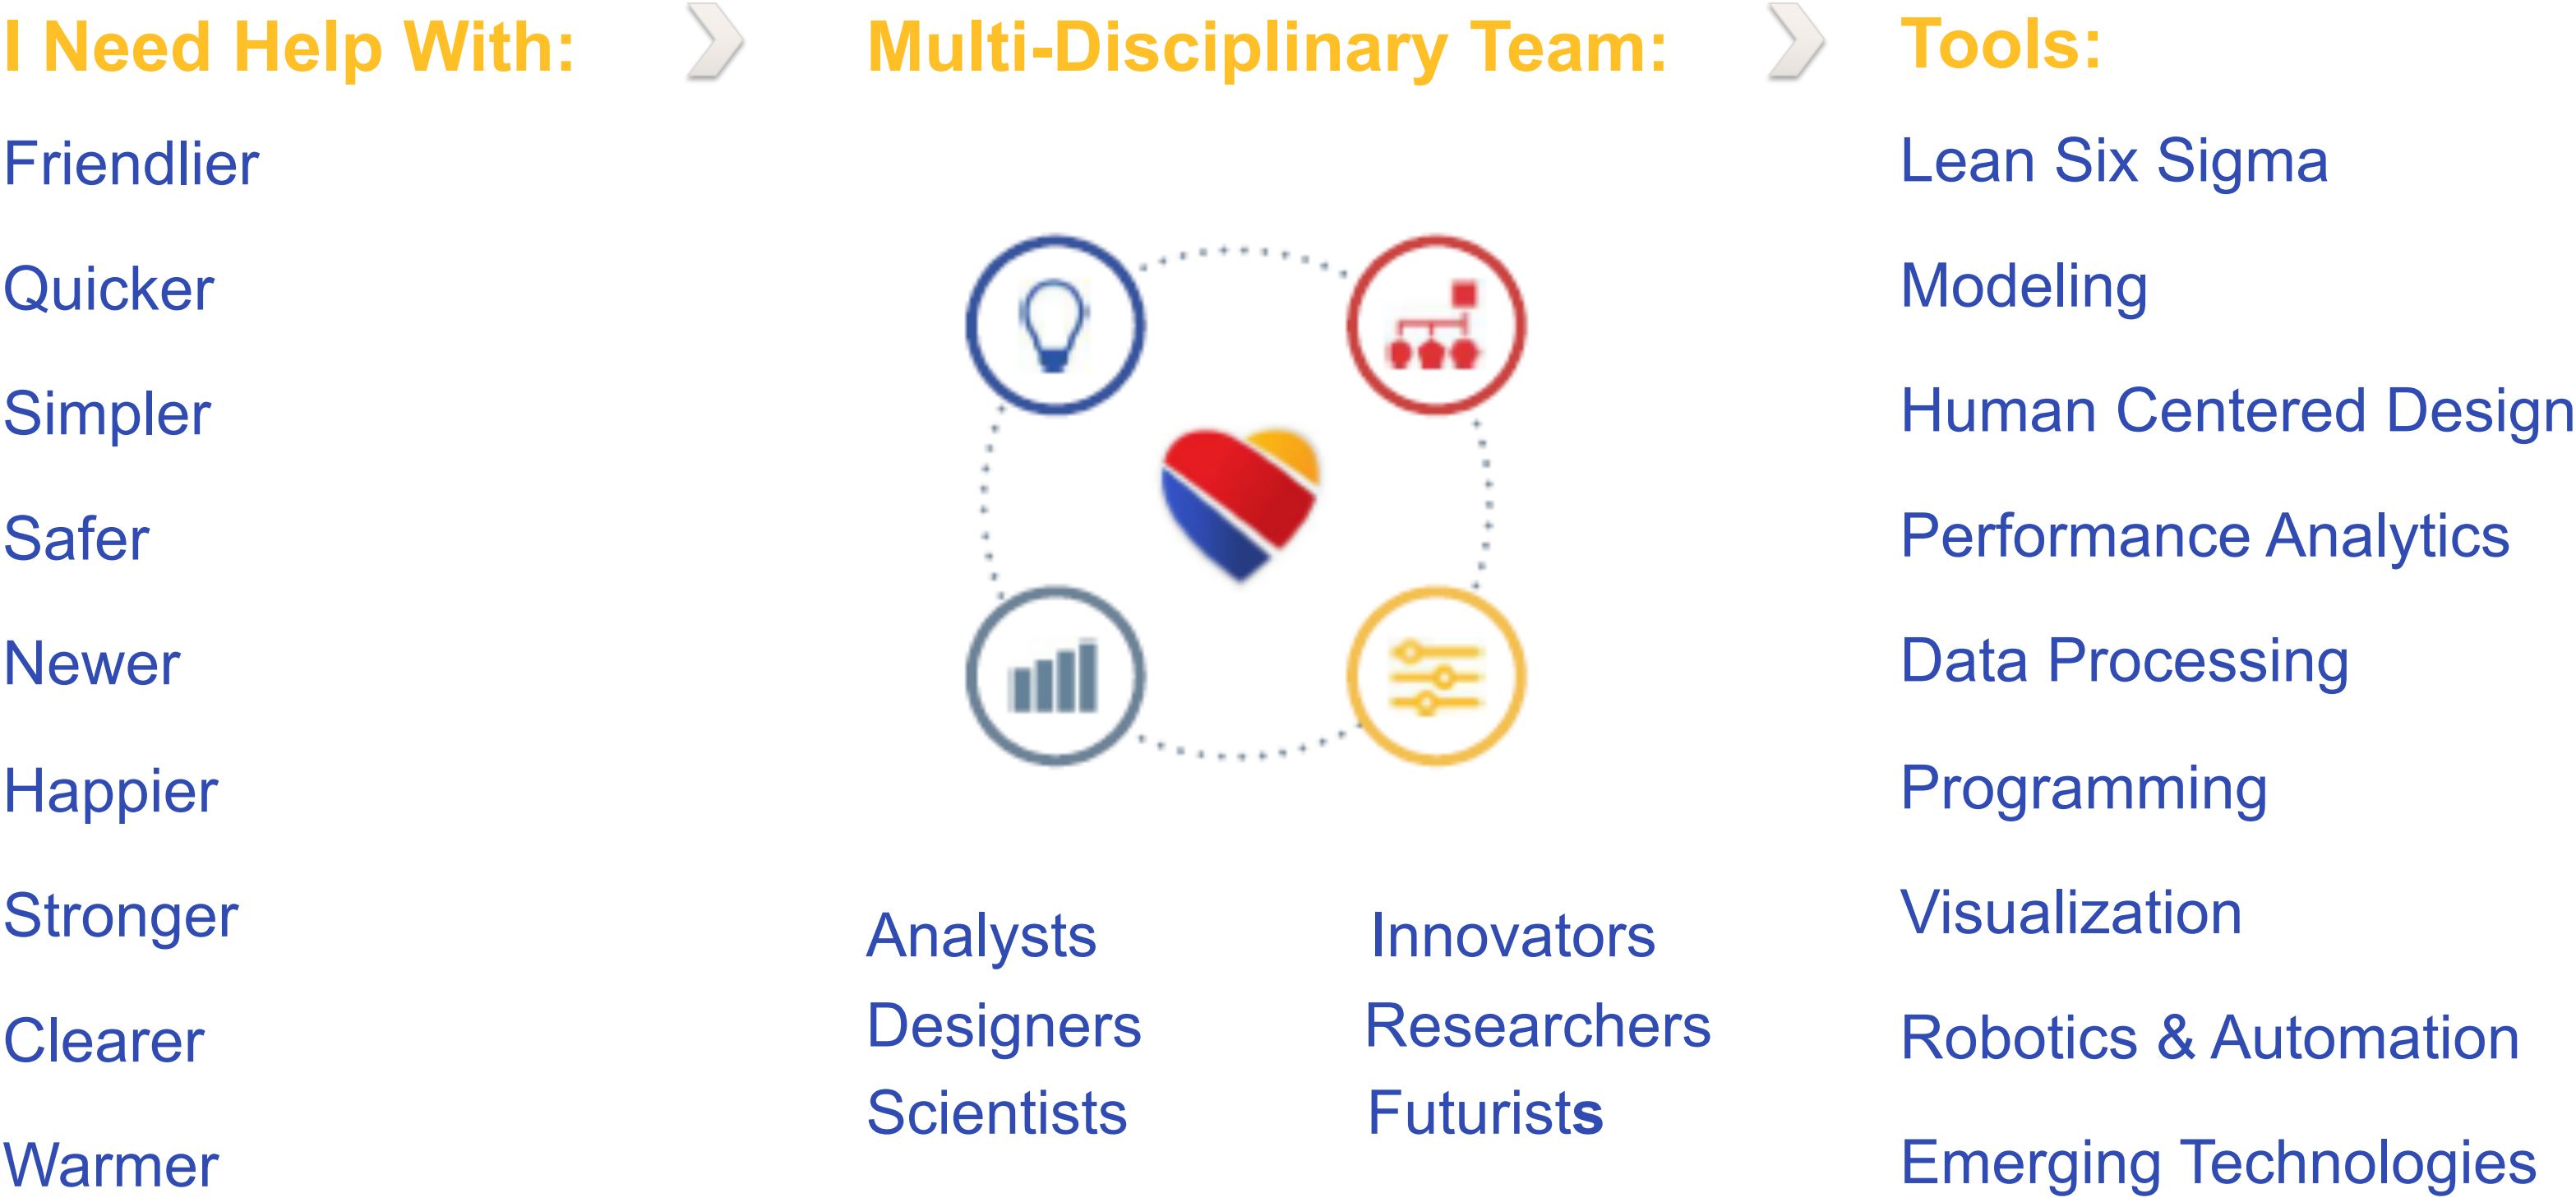 I Need Help With:
Friendlier
Quicker
Simpler
Safer
Newer
Happier
Stronger
Clearer
Warmer
Multi-Disciplinary Team:
Analysts
Designers
Scientists
Innovators
Researchers
Futurists
Tools:
Lean Six Sigma
Modeling
Human Centered Design
Performance Analytics
Data Processing
Programming
Visualization
Robotics & Automation
Emerging Technologies